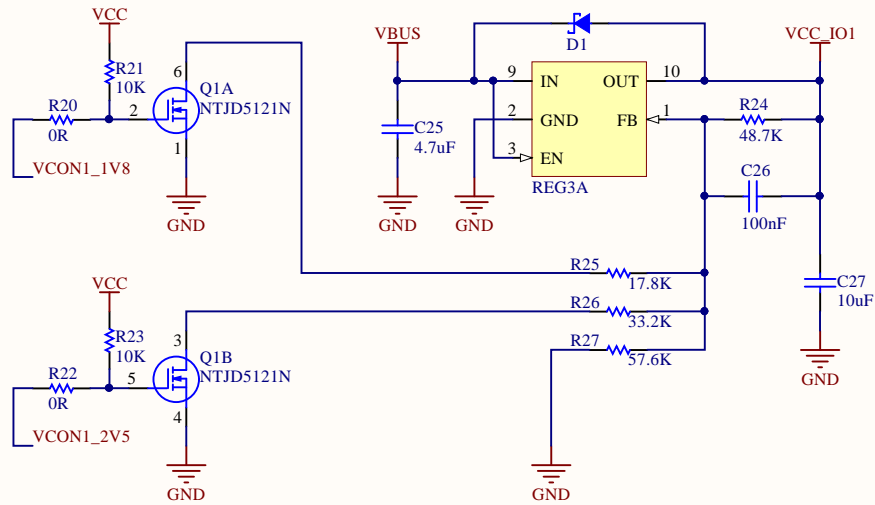 VCC
R21
10K
R20
0R
2
6
1
Q1A
NTJD5121N
VCON1_1V8
GND
VCC
R23
10K
R22
0R
5
3
4
Q1B
NTJD5121N
VCON1_2V5
GND
VBUS
C25
4.7uF
GND
GND
D1
9
IN
OUT
10
2
GND
FB
1
3
EN
REG3A
VCC_IO1
R24
48.7K
C26
100nF
R25
17.8K
R26
33.2K
R27
57.6K
C27
10uF
GND
GND